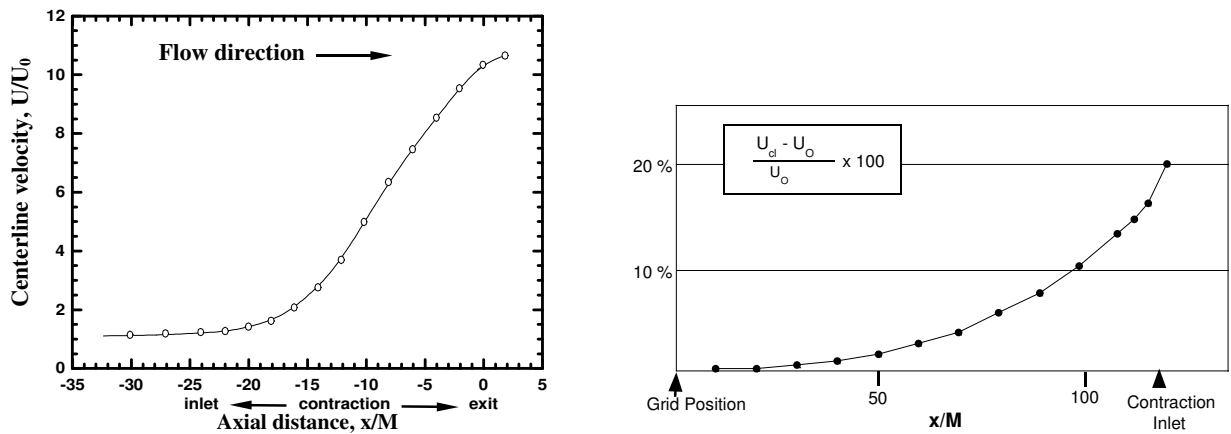 Centerline velocity, U/U0
12
10
8
6
4
2
0
Flow direction
-35 -30 -25 -20 -15 -10 -5 0 5
inlet contraction exit
Axial distance, x/M
Ucl - UO
UO
x 100
20 %
10 %
50 100
Grid Position
x/M
Contraction
Inlet